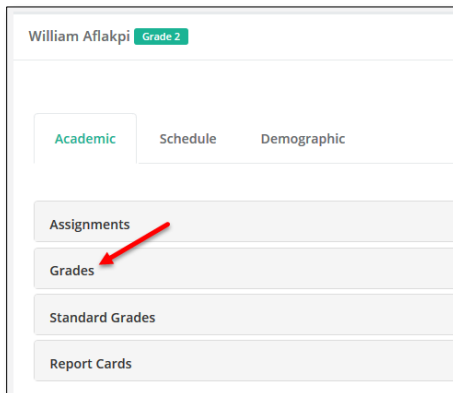 William Aflakpi Grade 2
Academic Schedule Demographic
Assignments
Grades
Standard Grades
Report Cards